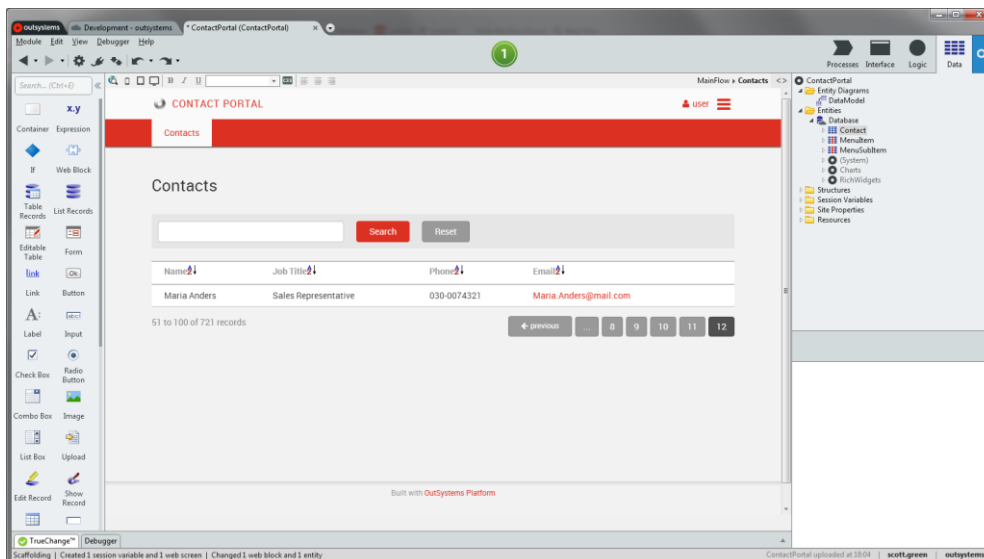 outsystems
Development - outsystems
* ContactPortal (ContactPortal)
Module Edit View Debugger Help
1
Processes Interface Logic Data
Search... (Ctrl+E)
B I U
MainFlow Contacts <>
Container Expression
x.y
If Web Block
Table Records List Records
Editable Table Form
link Ok
Link Button
A: [abc]
Label Input
Check Box Radio Button
Combo Box Image
List Box Upload
Edit Record Show Record
CONTACT PORTAL
user
Contacts
Contacts
Search Reset
Name Job Title Phone Email
Maria Anders Sales Representative 030-0074321 Maria.Anders@mail.com
51 to 100 of 721 records
previous ... 8 9 10 11 12
Built with OutSystems Platform
ContactPortal
Entity Diagrams
DataModel
Entities
Database
Contact
MenuItem
MenuSubItem
(System)
Charts
RichWidgets
Structures
Session Variables
Site Properties
Resources
TrueChange™ Debugger
Scaffolding | Created 1 session variable and 1 web screen | Changed 1 web block and 1 entity
ContactPortal uploaded at 18:04 | scott.green | outsystems